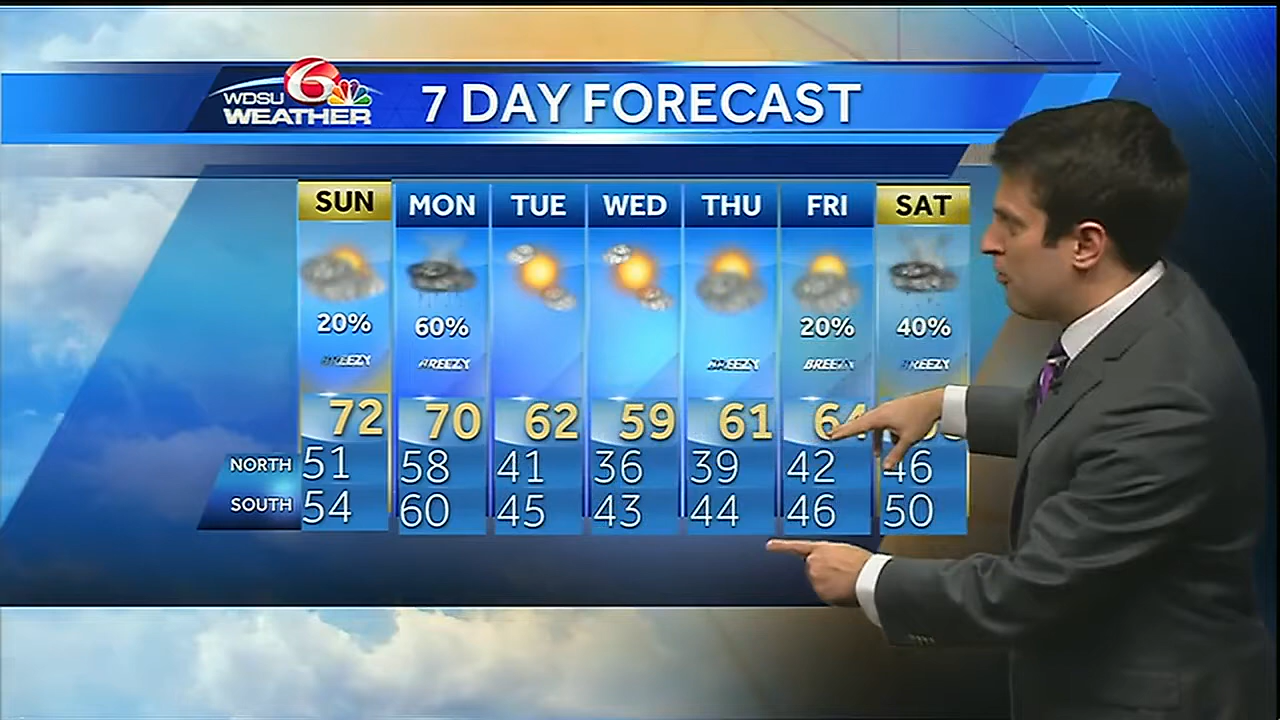 WDSU 6
WEATHER
7 DAY FORECAST
SUN MON TUE WED THU FRI SAT
20% 60% 20% 40%
BREEZY BREEZY BREEZY BREEZY BREEZY
72 70 62 59 61 64
NORTH 51 58 41 36 39 42 46
SOUTH 54 60 45 43 44 46 50